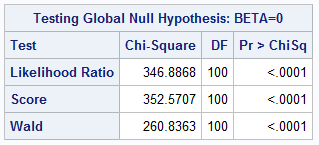 Testing Global Null Hypothesis: BETA=0
Test Chi-Square DF Pr > ChiSq
Likelihood Ratio 346.8868 100 <.0001
Score 352.5707 100 <.0001
Wald 260.8363 100 <.0001